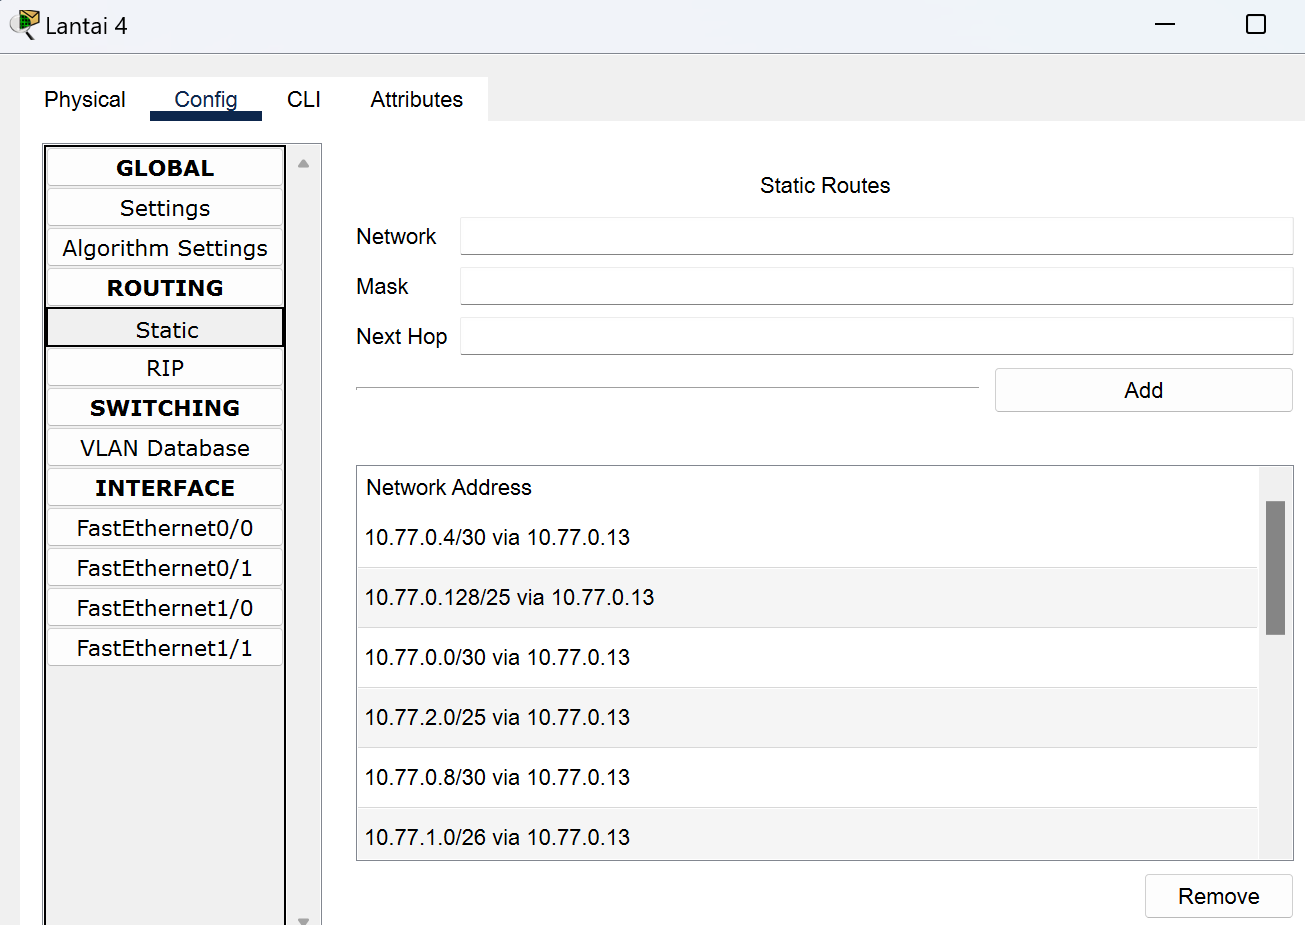 Lantai 4
Physical Config CLI Attributes
GLOBAL
Settings
Algorithm Settings
ROUTING
Static
RIP
SWITCHING
VLAN Database
INTERFACE
FastEthernet0/0
FastEthernet0/1
FastEthernet1/0
FastEthernet1/1
Static Routes
Network
Mask
Next Hop
Add
Network Address
10.77.0.4/30 via 10.77.0.13
10.77.0.128/25 via 10.77.0.13
10.77.0.0/30 via 10.77.0.13
10.77.2.0/25 via 10.77.0.13
10.77.0.8/30 via 10.77.0.13
10.77.1.0/26 via 10.77.0.13
Remove